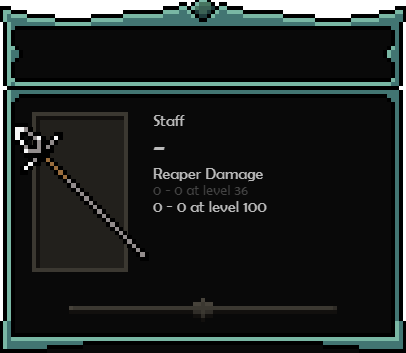 Staff
–
Reaper Damage
0 - 0 at level 36
0 - 0 at level 100